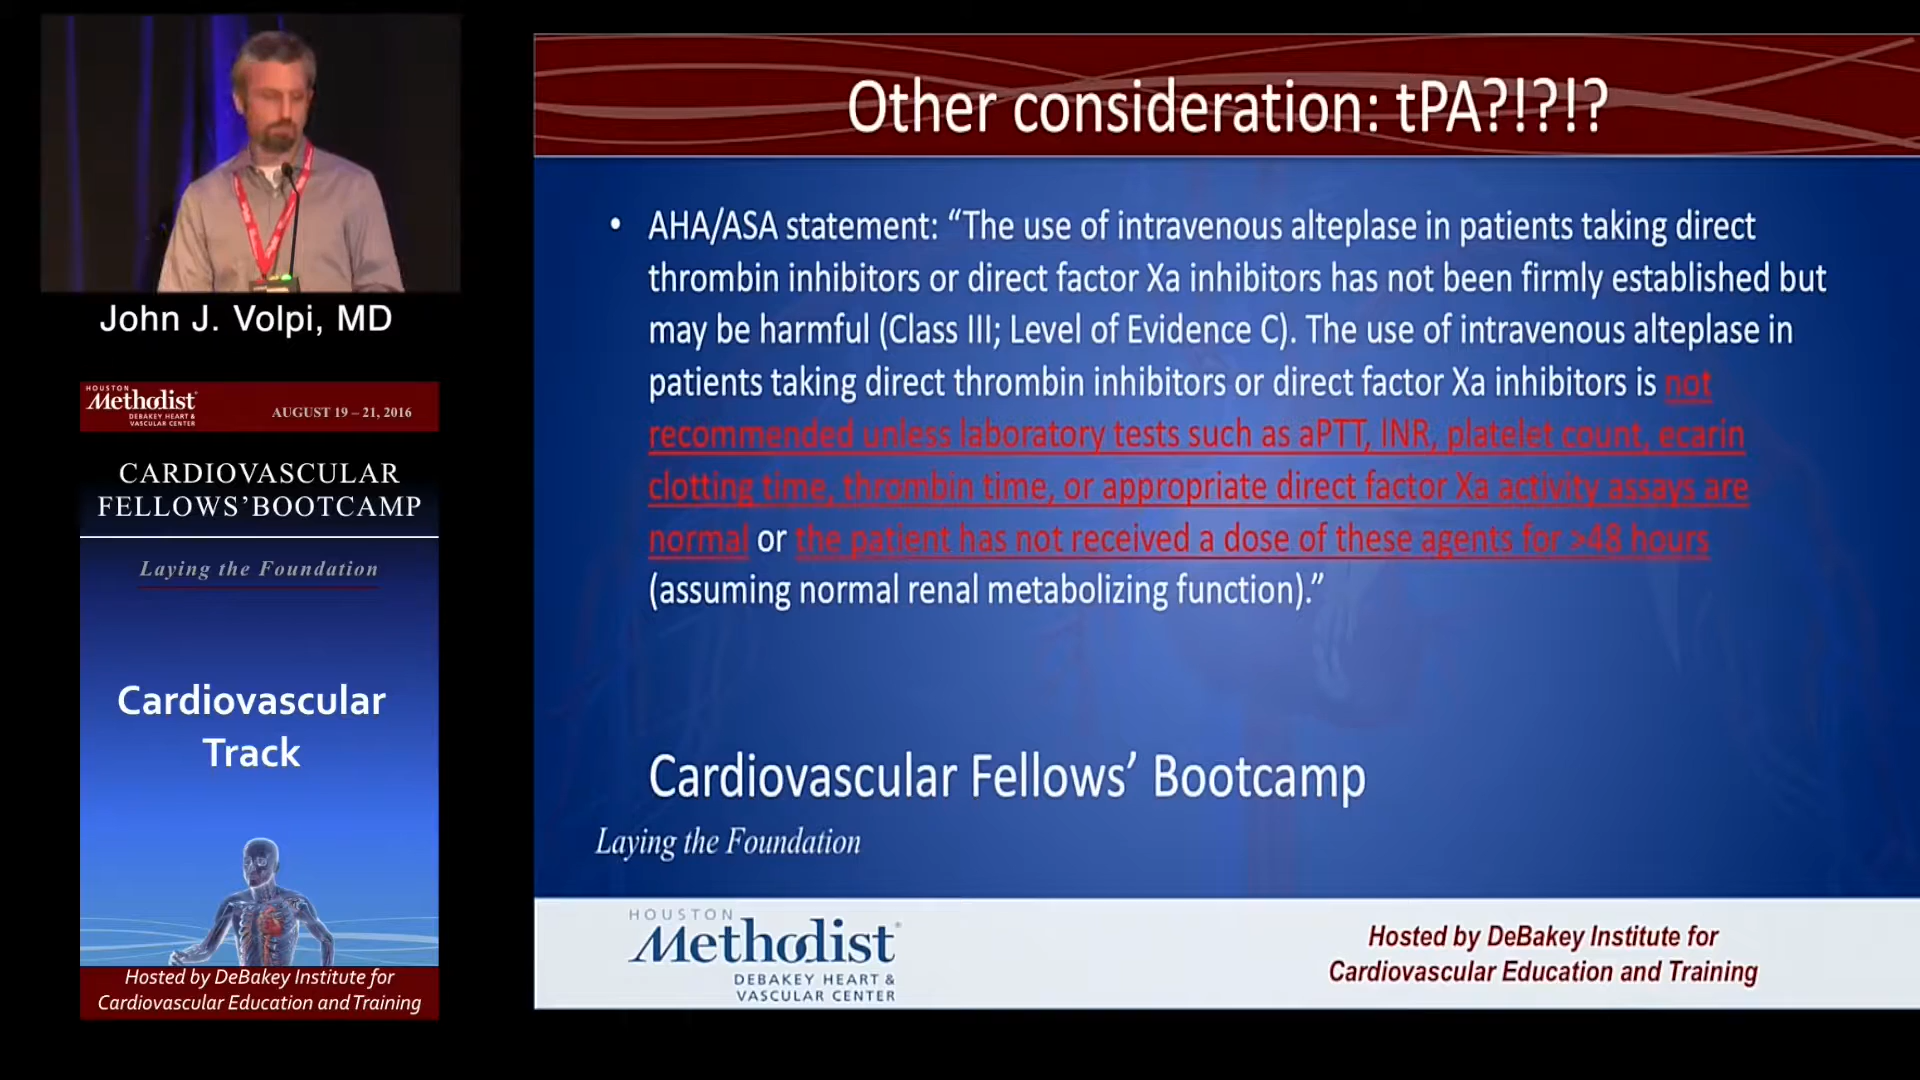 John J. Volpi, MD
HOUSTON
Methodist
DEBAKEY HEART &
VASCULAR CENTER
AUGUST 19 – 21, 2016
CARDIOVASCULAR
FELLOWS’BOOTCAMP
Laying the Foundation
Cardiovascular
Track
Hosted by DeBakey Institute for
Cardiovascular Education and Training
Other consideration: tPA?!?!?
• AHA/ASA statement: “The use of intravenous alteplase in patients taking direct
thrombin inhibitors or direct factor Xa inhibitors has not been firmly established but
may be harmful (Class III; Level of Evidence C). The use of intravenous alteplase in
patients taking direct thrombin inhibitors or direct factor Xa inhibitors is not
recommended unless laboratory tests such as aPTT, INR, platelet count, ecarin
clotting time, thrombin time, or appropriate direct factor Xa activity assays are
normal or the patient has not received a dose of these agents for >48 hours
(assuming normal renal metabolizing function).”
Cardiovascular Fellows’ Bootcamp
Laying the Foundation
HOUSTON
Methodist®
DEBAKEY HEART &
VASCULAR CENTER
Hosted by DeBakey Institute for
Cardiovascular Education and Training